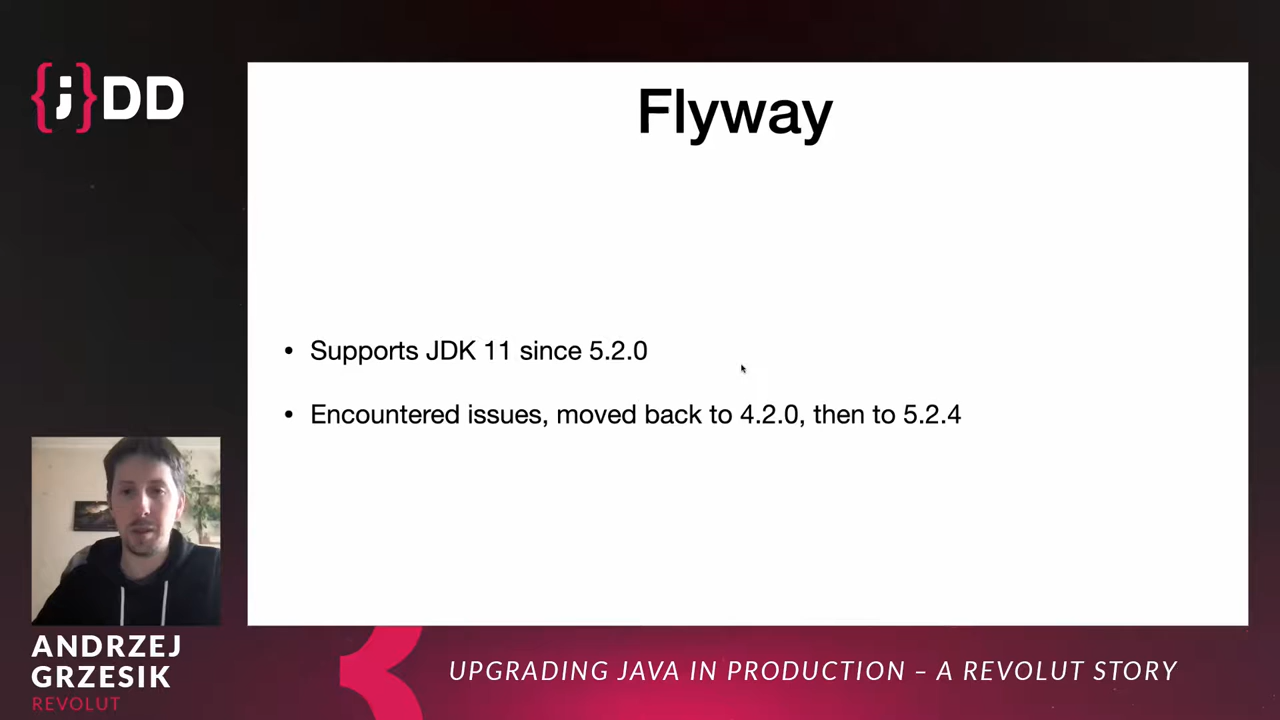 {j}DD
Flyway
• Supports JDK 11 since 5.2.0
• Encountered issues, moved back to 4.2.0, then to 5.2.4
ANDRZEJ
GRZESIK
REVOLUT
UPGRADING JAVA IN PRODUCTION – A REVOLUT STORY